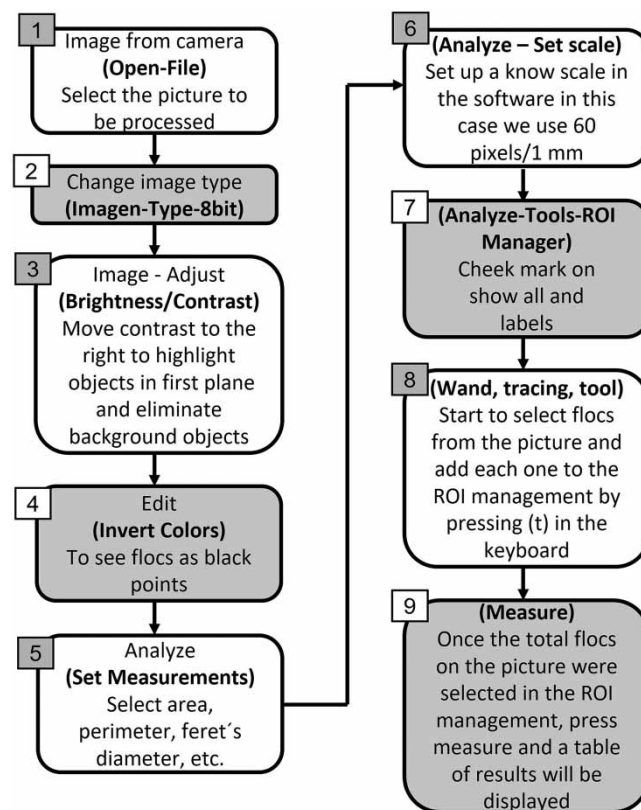 1
Image from camera
(Open-File)
Select the picture to
be processed
2
Change image type
(Imagen-Type-8bit)
3
Image - Adjust
(Brightness/Contrast)
Move contrast to the
right to highlight
objects in first plane
and eliminate
background objects
4
Edit
(Invert Colors)
To see flocs as black
points
5
Analyze
(Set Measurements)
Select area,
perimeter, feret´s
diameter, etc.
6
(Analyze – Set scale)
Set up a know scale in
the software in this
case we use 60
pixels/1 mm
7
(Analyze-Tools-ROI
Manager)
Cheek mark on
show all and
labels
8
(Wand, tracing, tool)
Start to select flocs
from the picture and
add each one to the
ROI management by
pressing (t) in the
keyboard
9
(Measure)
Once the total flocs
on the picture were
selected in the ROI
management, press
measure and a table
of results will be
displayed